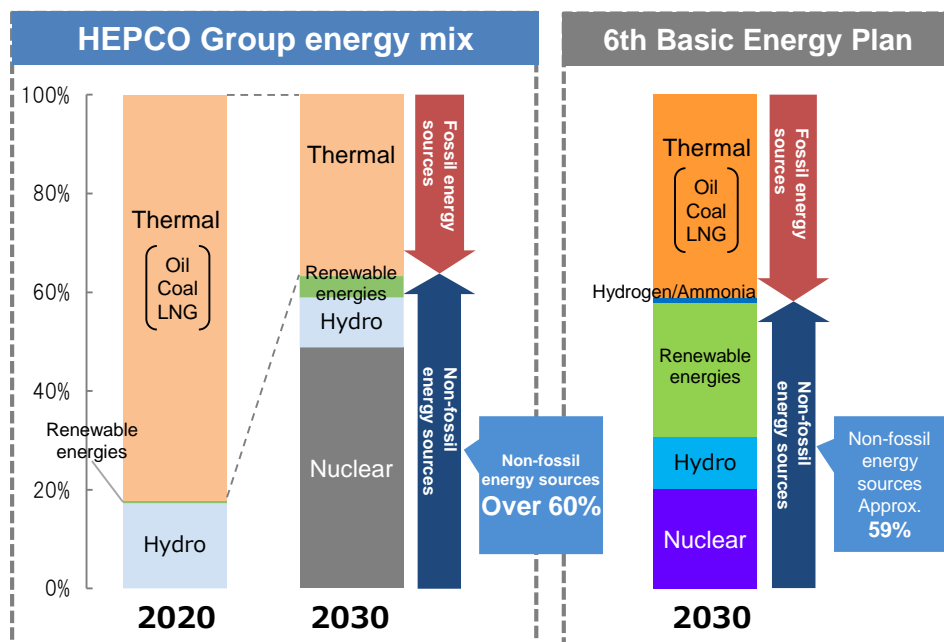 HEPCO Group energy mix
6th Basic Energy Plan
100%
80%
60%
40%
20%
0%
Thermal
Oil
Coal
LNG
Renewable
energies
Hydro
2020
Thermal
Renewable
energies
Hydro
Nuclear
2030
Fossil energy
sources
Non-fossil
energy sources
Non-fossil
energy sources
Over 60%
Thermal
Oil
Coal
LNG
Hydrogen/Ammonia
Renewable
energies
Hydro
Nuclear
2030
Fossil energy
sources
Non-fossil
energy sources
Non-fossil
energy
sources
Approx.
59%